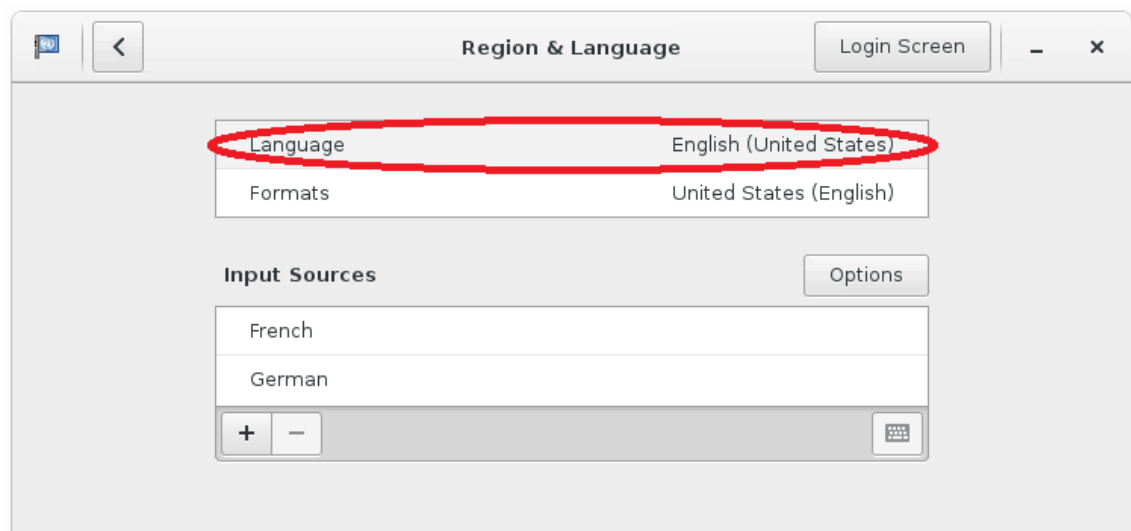 Region & Language
Login Screen
Language English (United States)
Formats United States (English)
Input Sources
Options
French
German